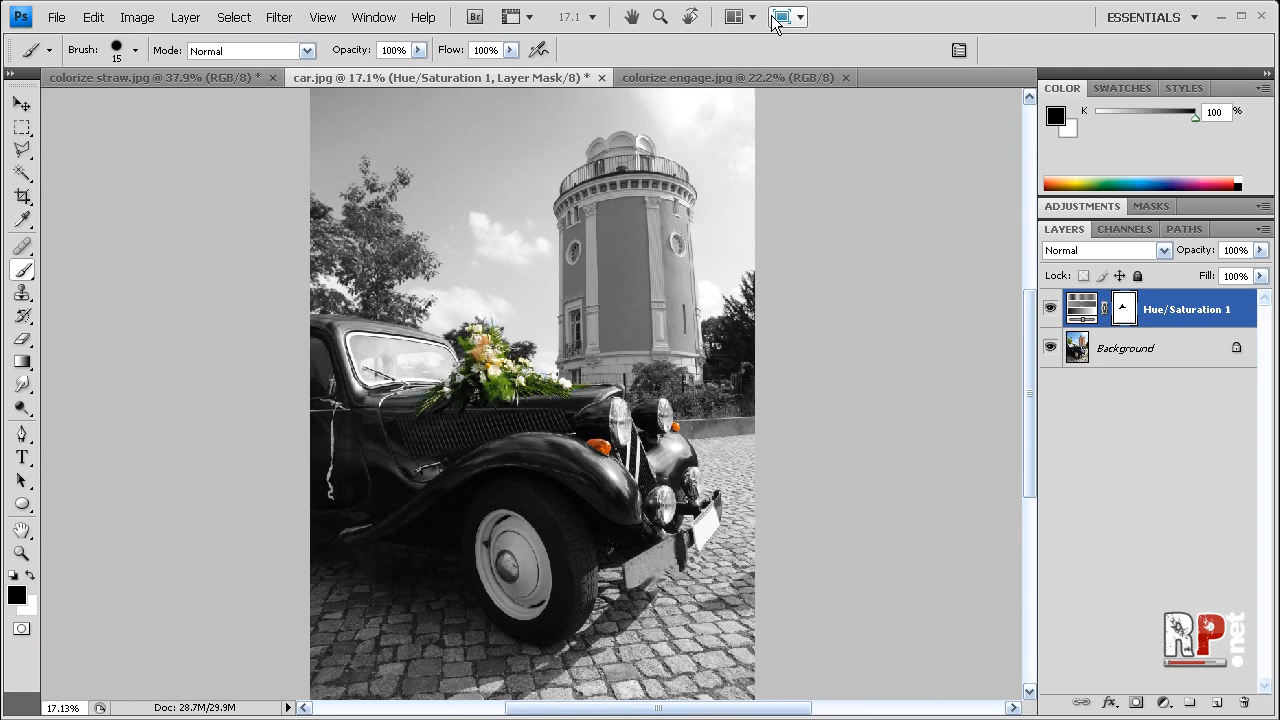 Ps File Edit Image Layer Select Filter View Window Help Br 17.1 ESSENTIALS
Brush: 15 Mode: Normal Opacity: 100% Flow: 100%
colorize straw.jpg @ 37.9% (RGB/8) * × car.jpg @ 17.1% (Hue/Saturation 1, Layer Mask/8) * × colorize engage.jpg @ 22.2% (RGB/8) ×
COLOR SWATCHES STYLES
K 100 %
ADJUSTMENTS MASKS
LAYERS CHANNELS PATHS
Normal Opacity: 100%
Lock: Fill: 100%
Hue/Saturation 1
Background
RP.net
17.13% Doc: 28.7M/29.9M